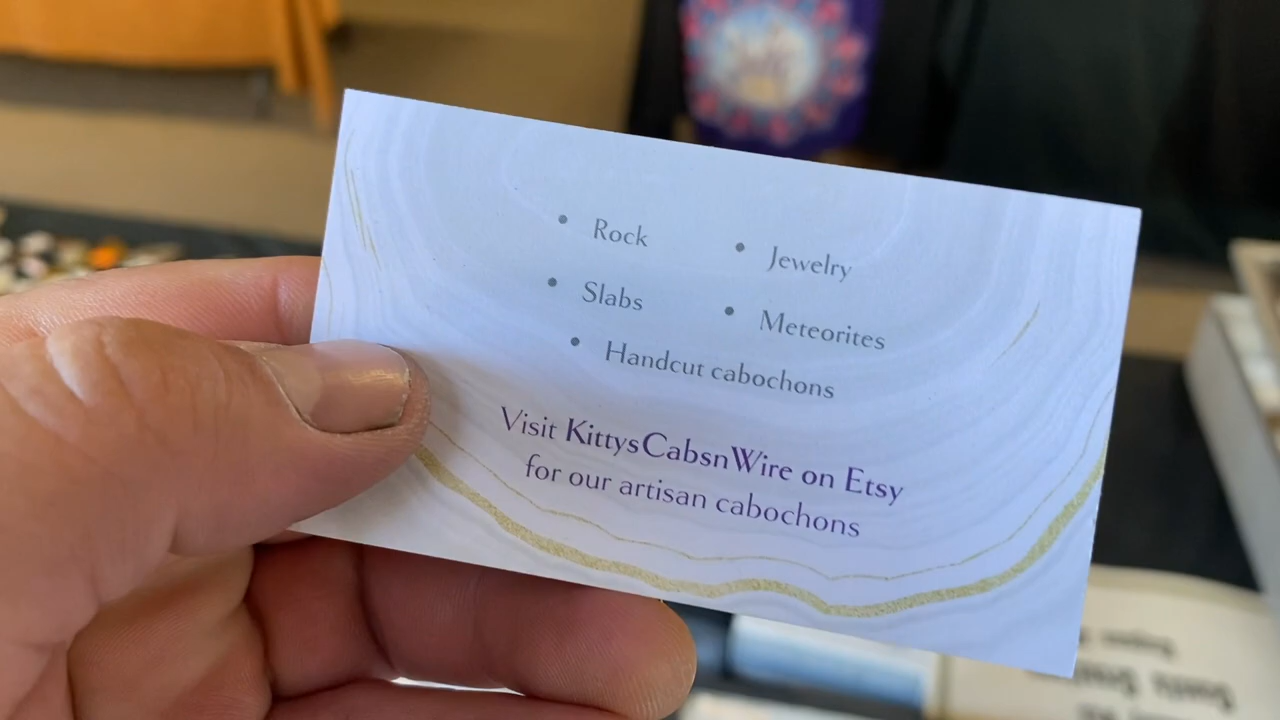 • Rock
• Jewelry
• Slabs
• Meteorites
• Handcut cabochons
Visit KittysCabsnWire on Etsy
for our artisan cabochons